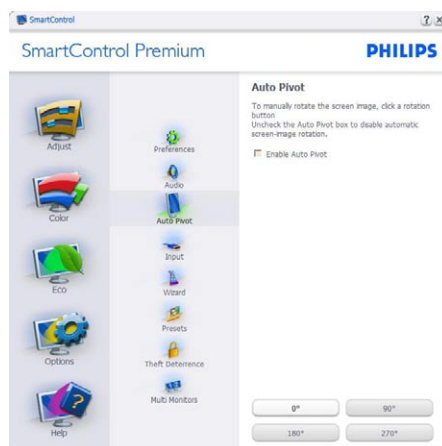 SmartControl
SmartControl Premium
PHILIPS
Adjust
Color
Eco
Options
Help
Preferences
Audio
Auto Pivot
Input
Wizard
Presets
Theft Deterrence
Multi Monitors
Auto Pivot
To manually rotate the screen image, click a rotation
button
Uncheck the Auto Pivot box to disable automatic
screen-image rotation.
Enable Auto Pivot
0°
90°
180°
270°